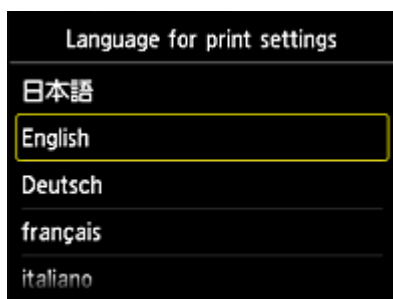 Language for print settings
日本語
English
Deutsch
français
italiano